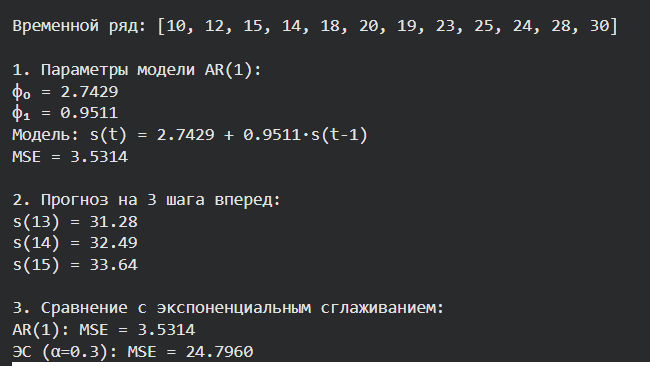 Временной ряд: [10, 12, 15, 14, 18, 20, 19, 23, 25, 24, 28, 30]
1. Параметры модели AR(1):
ϕ₀ = 2.7429
ϕ₁ = 0.9511
Модель: s(t) = 2.7429 + 0.9511·s(t-1)
MSE = 3.5314
2. Прогноз на 3 шага вперед:
s(13) = 31.28
s(14) = 32.49
s(15) = 33.64
3. Сравнение с экспоненциальным сглаживанием:
AR(1): MSE = 3.5314
ЭС (α=0.3): MSE = 24.7960